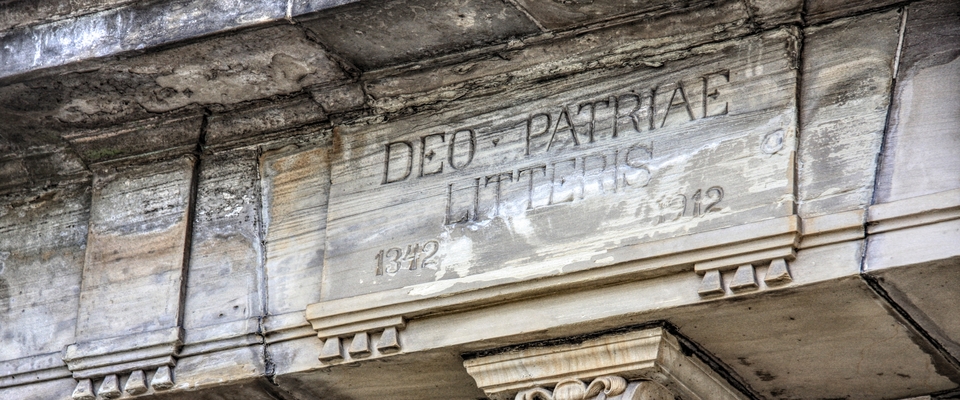 DEO · PATRIAE
LITTERIS
1342 1912